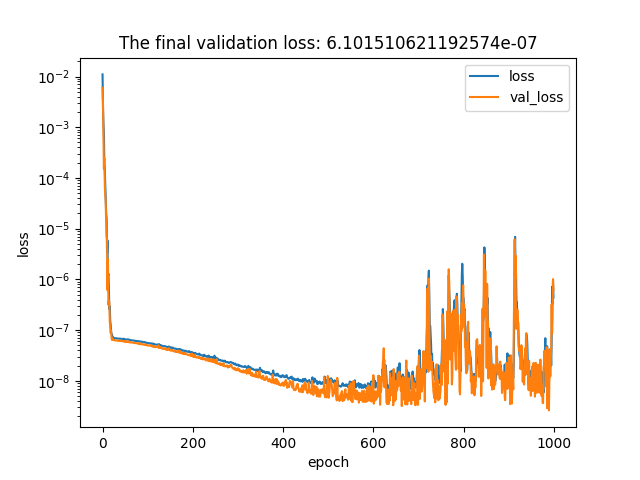 The final validation loss: 6.101510621192574e-07
loss
val_loss
10⁻²
10⁻³
10⁻⁴
10⁻⁵
10⁻⁶
10⁻⁷
10⁻⁸
loss
0 200 400 600 800 1000
epoch